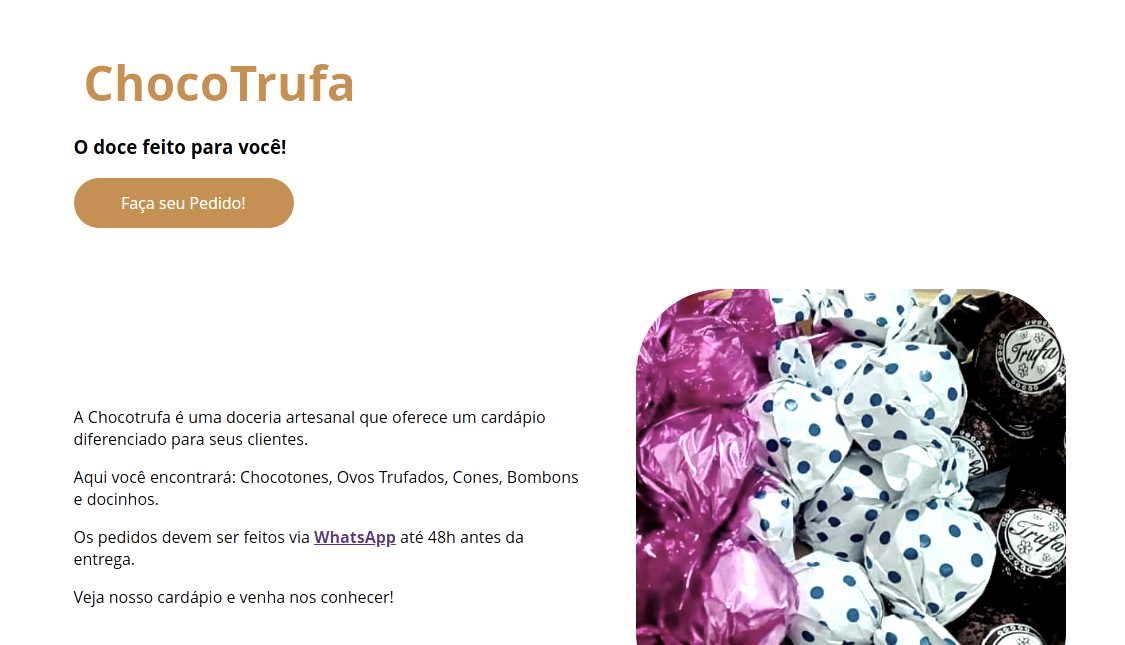 ChocoTrufa
O doce feito para você!
Faça seu Pedido!
A Chocotrufa é uma doceria artesanal que oferece um cardápio
diferenciado para seus clientes.
Aqui você encontrará: Chocotones, Ovos Trufados, Cones, Bombons
e docinhos.
Os pedidos devem ser feitos via WhatsApp até 48h antes da
entrega.
Veja nosso cardápio e venha nos conhecer!
Trufa
Trufa